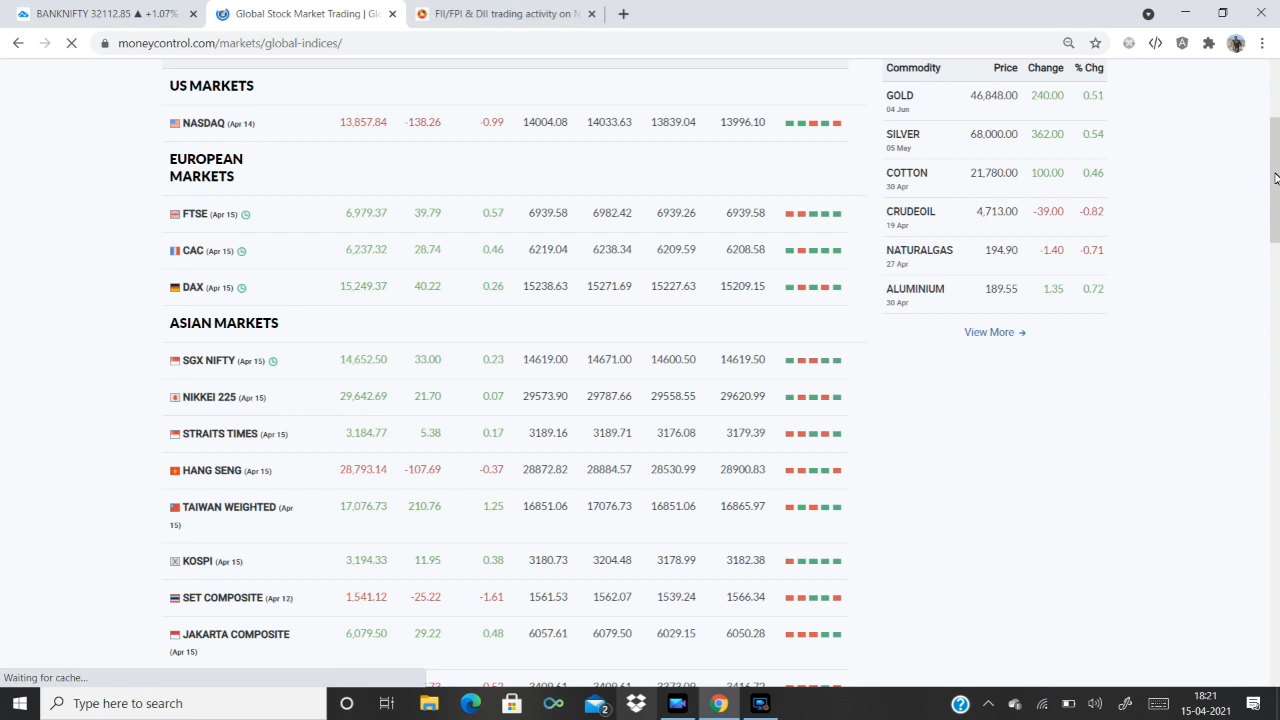 BANKNIFTY 32112.85 ▲ +1.07%
Global Stock Market Trading | Glo
FII/FPI & DII trading activity on N
moneycontrol.com/markets/global-indices/
US MARKETS
NASDAQ (Apr 14) 13,857.84 -138.26 -0.99 14004.08 14033.63 13839.04 13996.10
EUROPEAN
MARKETS
FTSE (Apr 15) 6,979.37 39.79 0.57 6939.58 6982.42 6939.26 6939.58
CAC (Apr 15) 6,237.32 28.74 0.46 6219.04 6238.34 6209.59 6208.58
DAX (Apr 15) 15,249.37 40.22 0.26 15238.63 15271.69 15227.63 15209.15
ASIAN MARKETS
SGX NIFTY (Apr 15) 14,652.50 33.00 0.23 14619.00 14671.00 14600.50 14619.50
NIKKEI 225 (Apr 15) 29,642.69 21.70 0.07 29573.90 29787.66 29558.55 29620.99
STRAITS TIMES (Apr 15) 3,184.77 5.38 0.17 3189.16 3189.71 3176.08 3179.39
HANG SENG (Apr 15) 28,793.14 -107.69 -0.37 28872.82 28884.57 28530.99 28900.83
TAIWAN WEIGHTED (Apr 17,076.73 210.76 1.25 16851.06 17076.73 16851.06 16865.97
15)
KOSPI (Apr 15) 3,194.33 11.95 0.38 3180.73 3204.48 3178.99 3182.38
SET COMPOSITE (Apr 12) 1,541.12 -25.22 -1.61 1561.53 1562.07 1539.24 1566.34
JAKARTA COMPOSITE 6,079.50 29.22 0.48 6057.61 6079.50 6029.15 6050.28
(Apr 15)
Commodity Price Change % Chg
GOLD 46,848.00 240.00 0.51
04 Jun
SILVER 68,000.00 362.00 0.54
05 May
COTTON 21,780.00 100.00 0.46
30 Apr
CRUDEOIL 4,713.00 -39.00 -0.82
19 Apr
NATURALGAS 194.90 -1.40 -0.71
27 Apr
ALUMINIUM 189.55 1.35 0.72
30 Apr
View More →
Waiting for cache...
Type here to search
2
18:21
15-04-2021